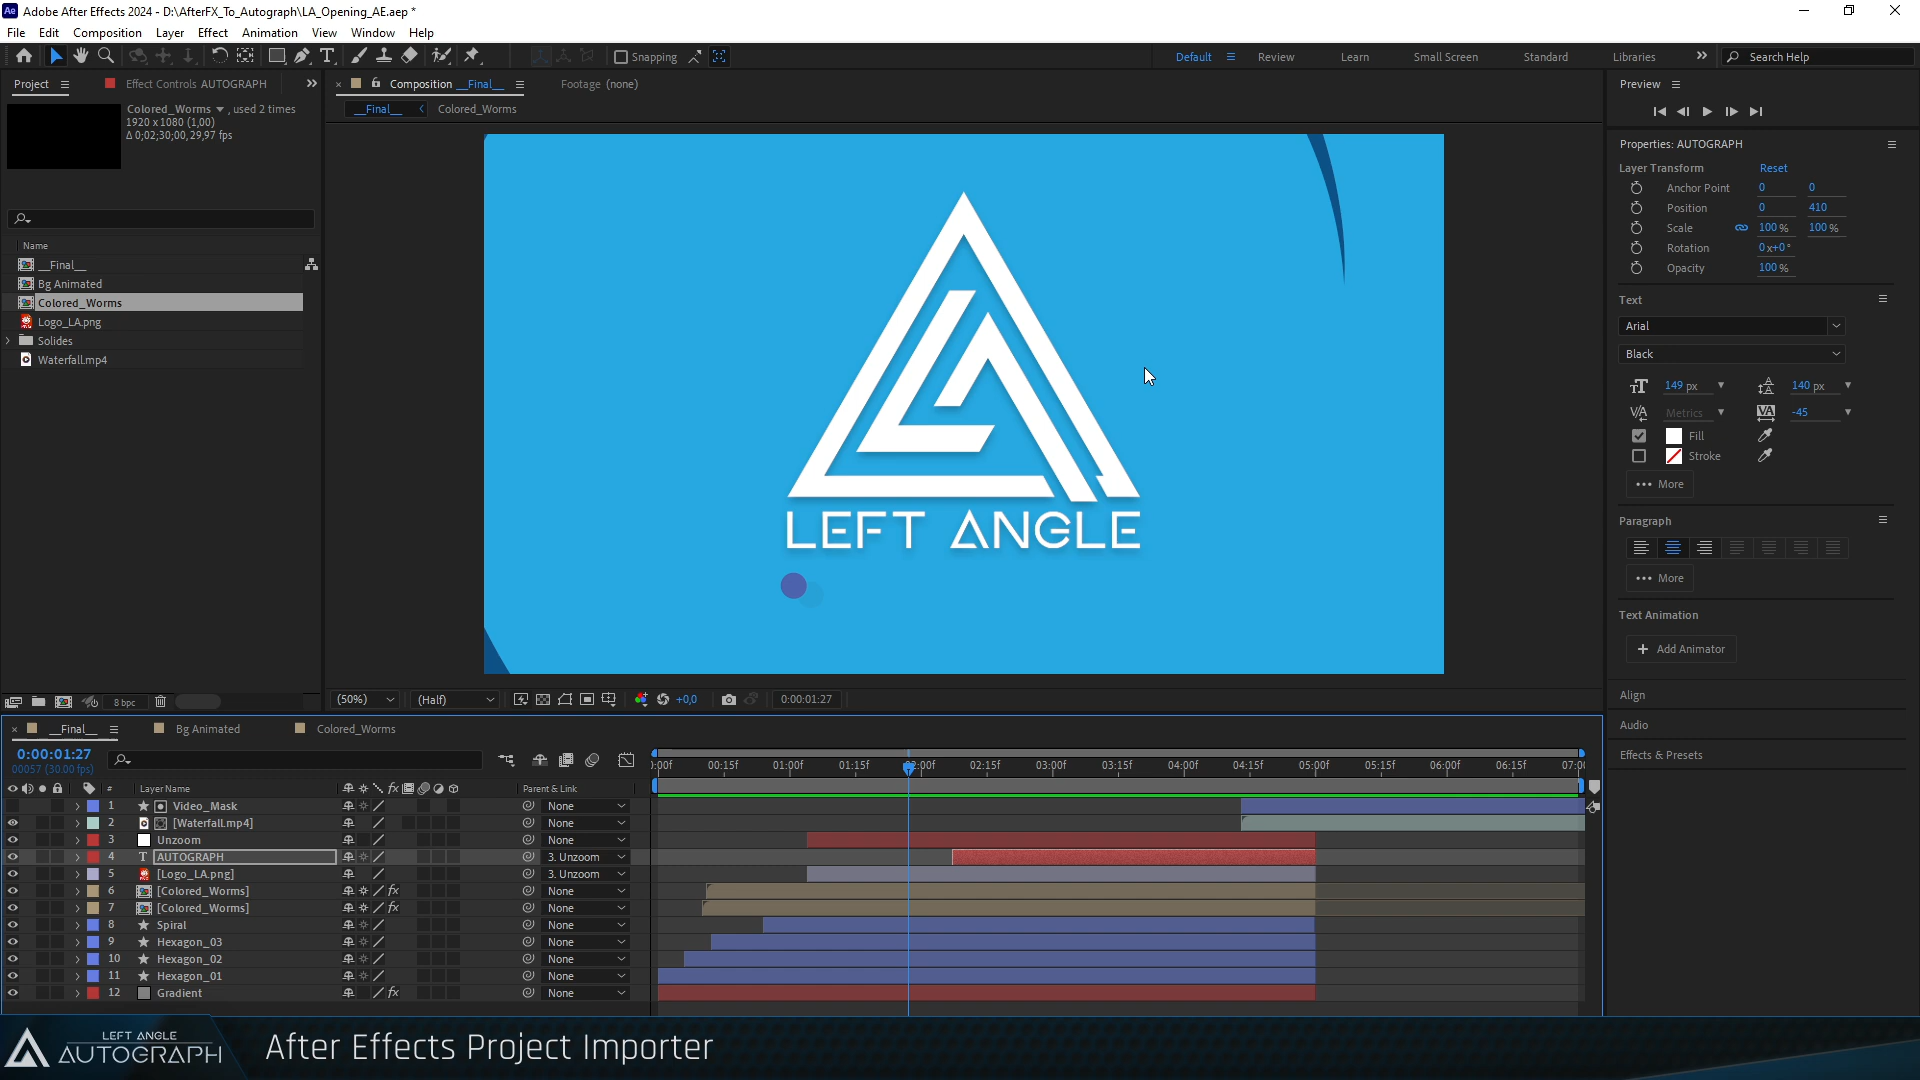 Adobe After Effects 2024 - D:\AfterFX_To_Autograph\LA_Opening_AE.aep *
File Edit Composition Layer Effect Animation View Window Help
Snapping
Default Review Learn Small Screen Standard Libraries Search Help
Project Effect Controls AUTOGRAPH
Colored_Worms , used 2 times
1920 x 1080 (1,00)
Δ 0;02;30;00, 29,97 fps
Name
__Final__
Bg Animated
Colored_Worms
Logo_LA.png
Solides
Waterfall.mp4
8 bpc
Composition __Final__ Footage (none)
__Final__ Colored_Worms
LEFT ANGLE
(50%) (Half) +0,0 0:00:01:27
Preview
Properties: AUTOGRAPH
Layer Transform Reset
Anchor Point 0 0
Position 0 410
Scale 100 % 100 %
Rotation 0 x+0 °
Opacity 100 %
Text
Arial
Black
149 px 140 px
Metrics -45
Fill
Stroke
More
Paragraph
More
Text Animation
Add Animator
Align
Audio
Effects & Presets
__Final__ Bg Animated Colored_Worms
0:00:01:27
00057 (30.00 fps)
):00f 00:15f 01:00f 01:15f 02:00f 02:15f 03:00f 03:15f 04:00f 04:15f 05:00f 05:15f 06:00f 06:15f 07:00
# Layer Name Parent & Link
1 Video_Mask None
2 [Waterfall.mp4] None
3 Unzoom None
4 AUTOGRAPH 3. Unzoom
5 [Logo_LA.png] 3. Unzoom
6 [Colored_Worms] fx None
7 [Colored_Worms] fx None
8 Spiral None
9 Hexagon_03 None
10 Hexagon_02 None
11 Hexagon_01 None
12 Gradient fx None
LEFT ANGLE
AUTOGRAPH
After Effects Project Importer